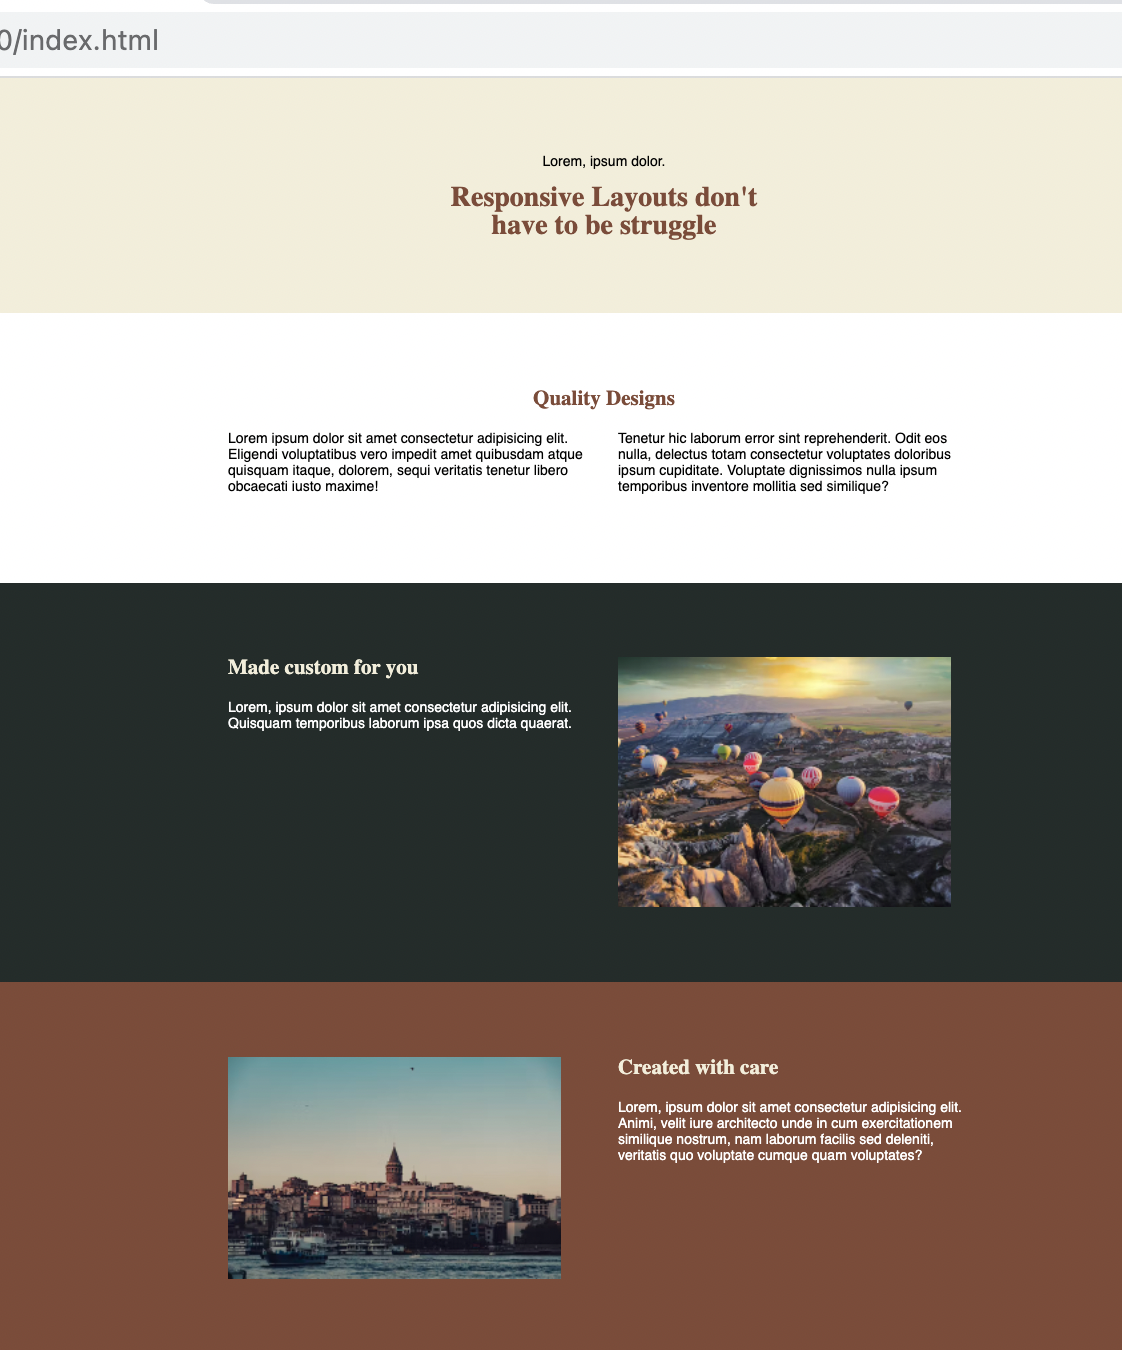 0/index.html
Lorem, ipsum dolor.
Responsive Layouts don't
have to be struggle
Quality Designs
Lorem ipsum dolor sit amet consectetur adipisicing elit.
Eligendi voluptatibus vero impedit amet quibusdam atque
quisquam itaque, dolorem, sequi veritatis tenetur libero
obcaecati iusto maxime!
Tenetur hic laborum error sint reprehenderit. Odit eos
nulla, delectus totam consectetur voluptates doloribus
ipsum cupiditate. Voluptate dignissimos nulla ipsum
temporibus inventore mollitia sed similique?
Made custom for you
Lorem, ipsum dolor sit amet consectetur adipisicing elit.
Quisquam temporibus laborum ipsa quos dicta quaerat.
Created with care
Lorem, ipsum dolor sit amet consectetur adipisicing elit.
Animi, velit iure architecto unde in cum exercitationem
similique nostrum, nam laborum facilis sed deleniti,
veritatis quo voluptate cumque quam voluptates?